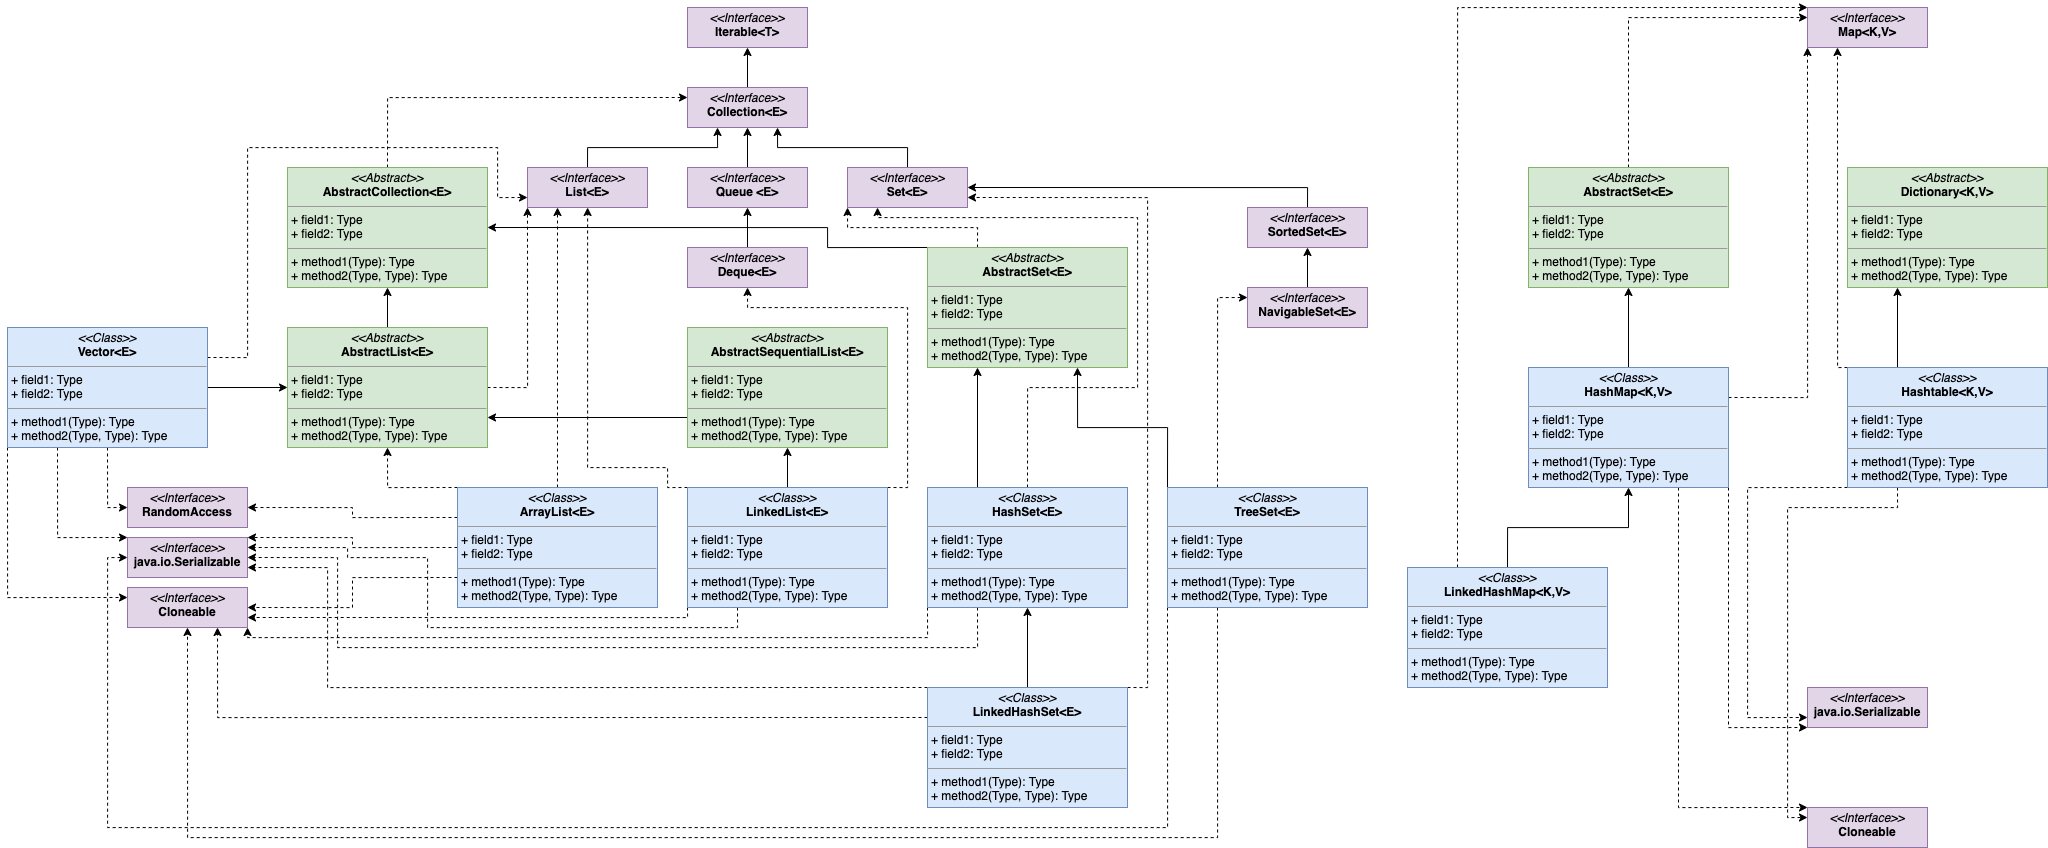 <<Interface>>
Iterable<T>
<<Interface>>
Map<K,V>
<<Interface>>
Collection<E>
<<Abstract>>
AbstractCollection<E>
+ field1: Type
+ field2: Type
+ method1(Type): Type
+ method2(Type, Type): Type
<<Interface>>
List<E>
<<Interface>>
Queue <E>
<<Interface>>
Set<E>
<<Interface>>
SortedSet<E>
<<Abstract>>
AbstractSet<E>
+ field1: Type
+ field2: Type
+ method1(Type): Type
+ method2(Type, Type): Type
<<Abstract>>
Dictionary<K,V>
+ field1: Type
+ field2: Type
+ method1(Type): Type
+ method2(Type, Type): Type
<<Interface>>
Deque<E>
<<Abstract>>
AbstractSet<E>
+ field1: Type
+ field2: Type
+ method1(Type): Type
+ method2(Type, Type): Type
<<Interface>>
NavigableSet<E>
<<Class>>
Vector<E>
+ field1: Type
+ field2: Type
+ method1(Type): Type
+ method2(Type, Type): Type
<<Abstract>>
AbstractList<E>
+ field1: Type
+ field2: Type
+ method1(Type): Type
+ method2(Type, Type): Type
<<Abstract>>
AbstractSequentialList<E>
+ field1: Type
+ field2: Type
+ method1(Type): Type
+ method2(Type, Type): Type
<<Class>>
HashMap<K,V>
+ field1: Type
+ field2: Type
+ method1(Type): Type
+ method2(Type, Type): Type
<<Class>>
Hashtable<K,V>
+ field1: Type
+ field2: Type
+ method1(Type): Type
+ method2(Type, Type): Type
<<Interface>>
RandomAccess
<<Interface>>
java.io.Serializable
<<Interface>>
Cloneable
<<Class>>
ArrayList<E>
+ field1: Type
+ field2: Type
+ method1(Type): Type
+ method2(Type, Type): Type
<<Class>>
LinkedList<E>
+ field1: Type
+ field2: Type
+ method1(Type): Type
+ method2(Type, Type): Type
<<Class>>
HashSet<E>
+ field1: Type
+ field2: Type
+ method1(Type): Type
+ method2(Type, Type): Type
<<Class>>
TreeSet<E>
+ field1: Type
+ field2: Type
+ method1(Type): Type
+ method2(Type, Type): Type
<<Class>>
LinkedHashMap<K,V>
+ field1: Type
+ field2: Type
+ method1(Type): Type
+ method2(Type, Type): Type
<<Class>>
LinkedHashSet<E>
+ field1: Type
+ field2: Type
+ method1(Type): Type
+ method2(Type, Type): Type
<<Interface>>
java.io.Serializable
<<Interface>>
Cloneable